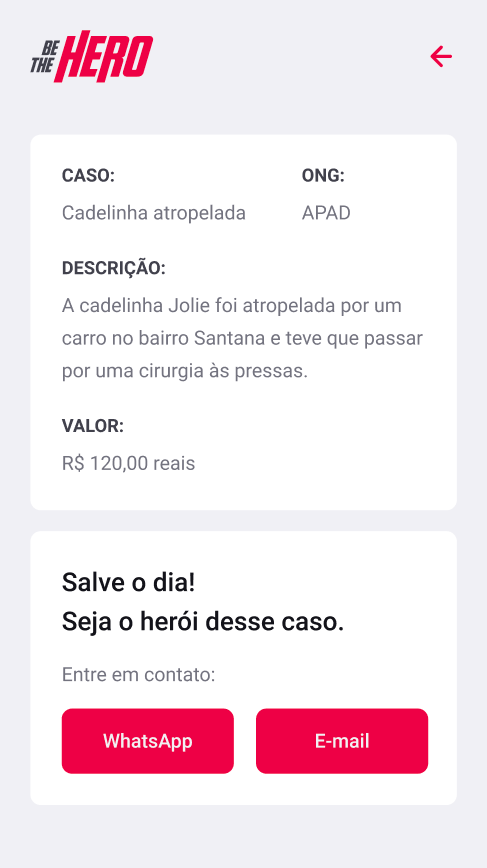 BE
THE HERO
CASO:
Cadelinha atropelada
ONG:
APAD
DESCRIÇÃO:
A cadelinha Jolie foi atropelada por um
carro no bairro Santana e teve que passar
por uma cirurgia às pressas.
VALOR:
R$ 120,00 reais
Salve o dia!
Seja o herói desse caso.
Entre em contato:
WhatsApp
E-mail